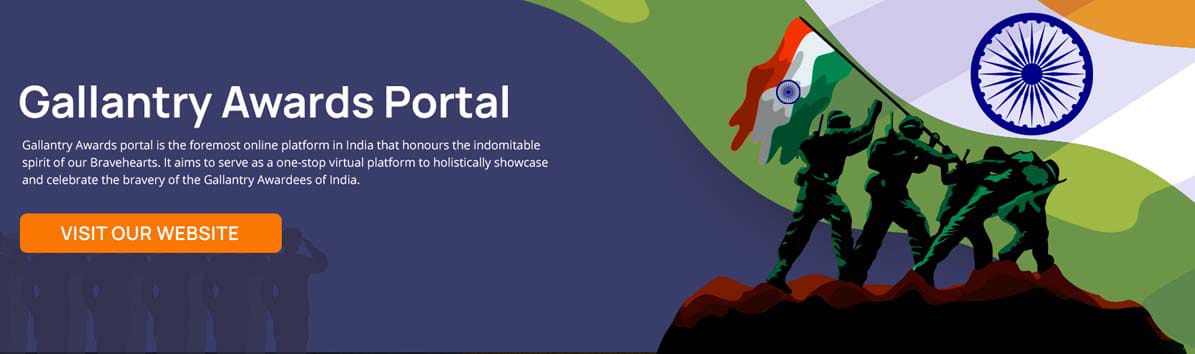 Gallantry Awards Portal
Gallantry Awards portal is the foremost online platform in India that honours the indomitable
spirit of our Bravehearts. It aims to serve as a one-stop virtual platform to holistically showcase
and celebrate the bravery of the Gallantry Awardees of India.
VISIT OUR WEBSITE